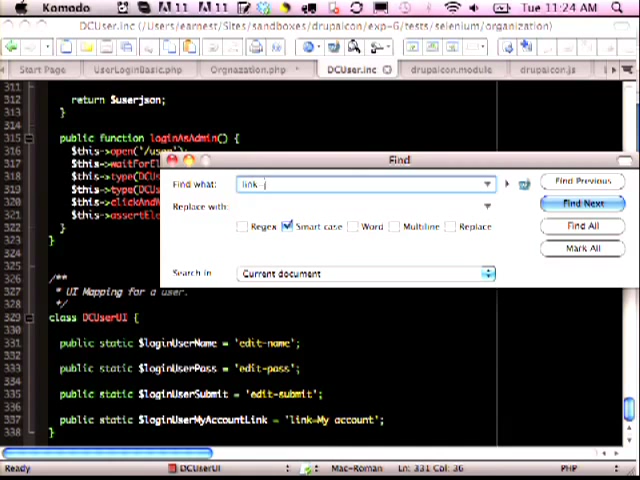 Komodo 11 11 Tue 11:24 AM
DCUser.inc (/Users/earnest/Sites/sandboxes/drupalcon/exp-6/tests/selenium/organization)
Start Page UserLoginBasic.php Orgnazation.php DCUser.inc drupalcon.module drupalcon.js
311
312 return $userjson;
313 }
314
315 public function loginAsAdmin() {
316 $this->open('/user
317 $this->waitForEl
318 $this->type(DCU
319 $this->type(DCU
320 $this->clickAndW
321 $this->assertEle
322 }
323 }
324
325
326 /**
327 * UI Mapping for a user.
328 */
329 class DCUserUI {
330
331 public static $loginUserName = 'edit-name';
332
333 public static $loginUserPass = 'edit-pass';
334
335 public static $loginUserSubmit = 'edit-submit';
336
337 public static $loginUserMyAccountLink = 'link=My account';
338 }
Find
Find what: link=j Find Previous
Replace with: Find Next
Regex Smart case Word Multiline Replace Find All
Mark All
Search in Current document
Ready DCUserUI Mac-Roman Ln: 331 Col: 36 PHP